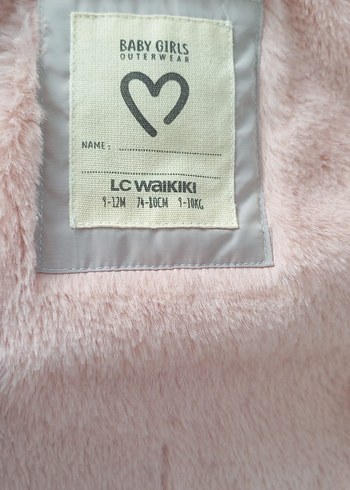 BABY GIRLS
OUTERWEAR
NAME:
LC WAIKIKI
9-12M 74-80CM 9-10KG